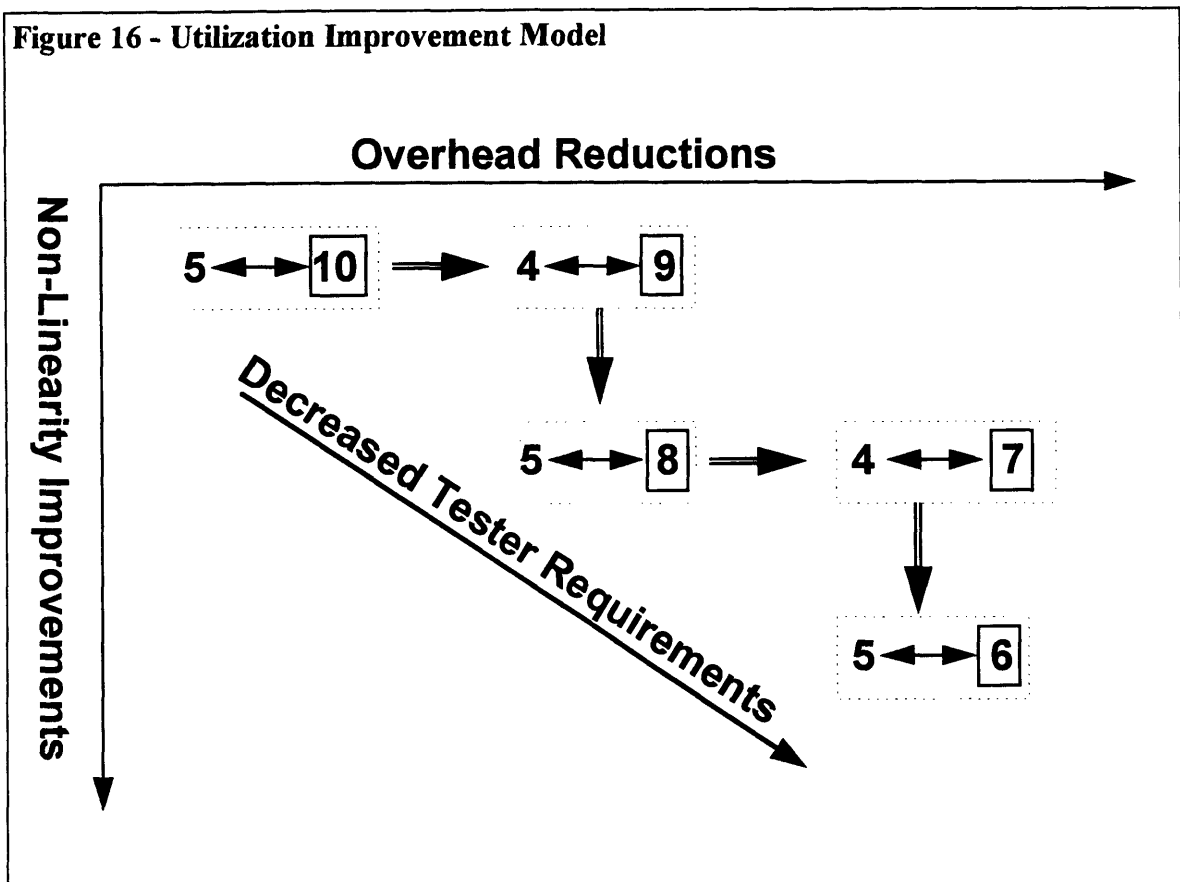 Figure 16 - Utilization Improvement Model
Overhead Reductions
Non-Linearity Improvements
5 10 4 9
Decreased Tester Requirements
5 8 4 7
5 6